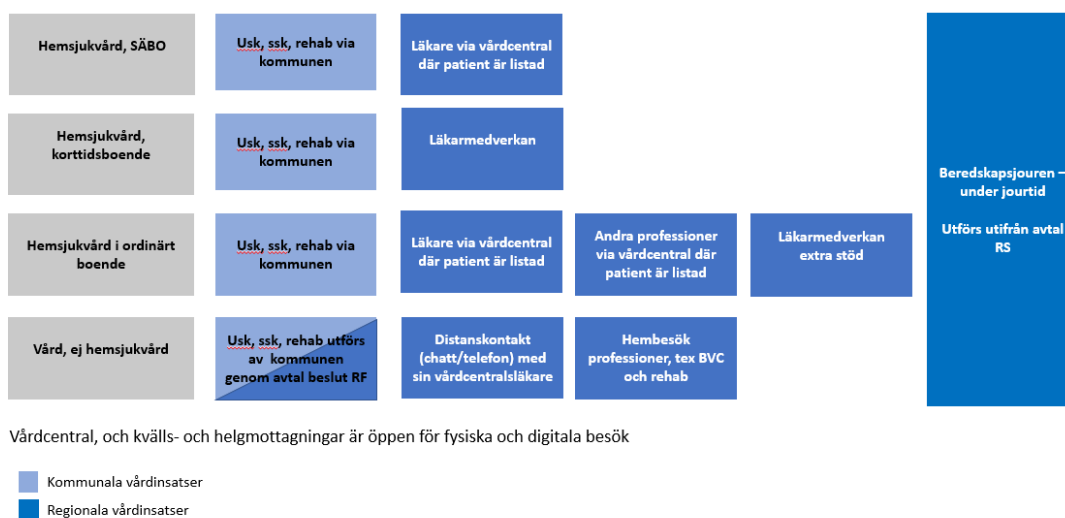 Hemsjukvård, SÄBO
Usk, ssk, rehab via
kommunen
Läkare via vårdcentral
där patient är listad
Hemsjukvård,
korttidsboende
Usk, ssk, rehab via
kommunen
Läkarmedverkan
Hemsjukvård i ordinärt
boende
Usk, ssk, rehab via
kommunen
Läkare via vårdcentral
där patient är listad
Andra professioner
via vårdcentral där
patient är listad
Läkarmedverkan
extra stöd
Vård, ej hemsjukvård
Usk, ssk, rehab utförs
av kommunen
genom avtal beslut RF
Distanskontakt
(chatt/telefon) med
sin vårdcentralsläkare
Hembesök
professioner, tex BVC
och rehab
Beredskapsjouren –
under jourtid
Utförs utifrån avtal
RS
Vårdcentral, och kvälls- och helgmottagningar är öppen för fysiska och digitala besök
Kommunala vårdinsatser
Regionala vårdinsatser